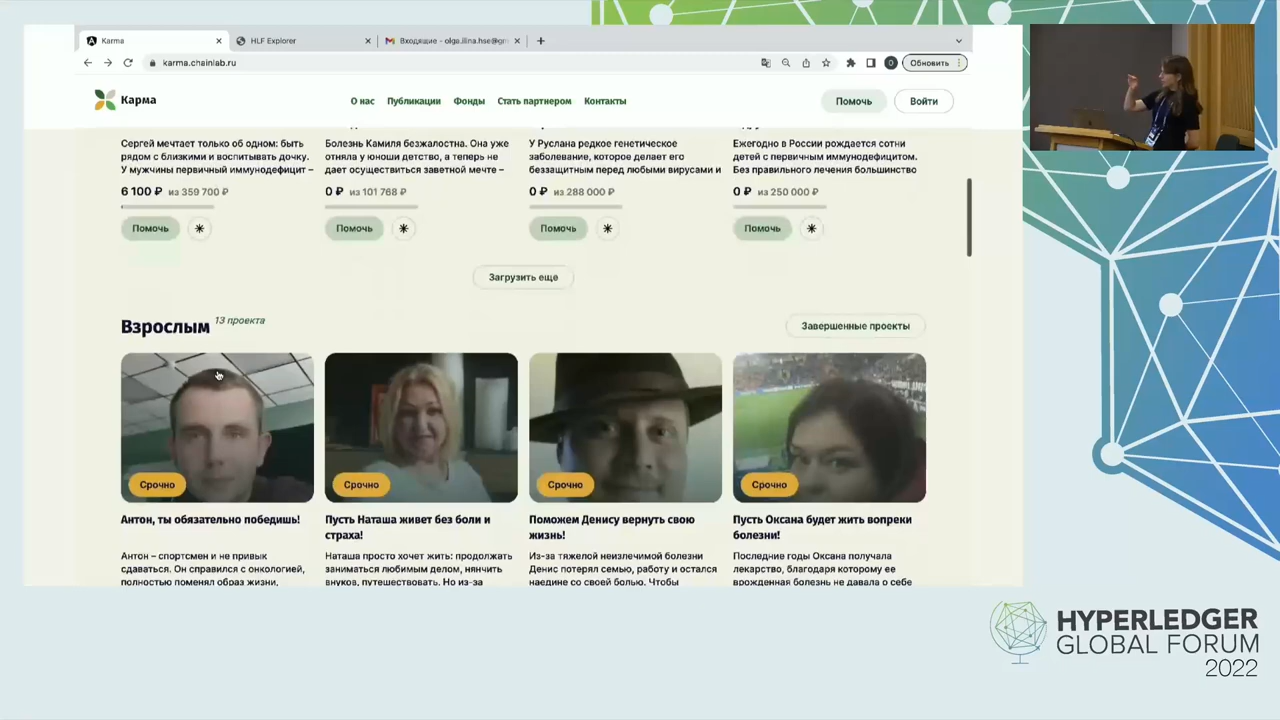 Karma
HLF Explorer
Входящие - olga.ilina.hse@gm
karma.chainlab.ru
Обновить
Карма
О нас
Публикации
Фонды
Стать партнером
Контакты
Помочь
Войти
Сергей мечтает только об одном: быть
рядом с близкими и воспитывать дочку.
У мужчины первичный иммунодефицит –
6 100 ₽ из 359 700 ₽
Помочь
Болезнь Камиля безжалостна. Она уже
отняла у юноши детство, а теперь не
дает осуществиться заветной мечте –
0 ₽ из 101 768 ₽
Помочь
У Руслана редкое генетическое
заболевание, которое делает его
беззащитным перед любыми вирусами и
0 ₽ из 288 000 ₽
Помочь
Ежегодно в России рождается сотни
детей с первичным иммунодефицитом.
Без правильного лечения большинство
0 ₽ из 250 000 ₽
Помочь
Загрузить еще
Взрослым 13 проекта
Завершенные проекты
Срочно
Антон, ты обязательно победишь!
Антон – спортсмен и не привык
сдаваться. Он справился с онкологией,
полностью поменял образ жизни,
Срочно
Пусть Наташа живет без боли и
страха!
Наташа просто хочет жить: продолжать
заниматься любимым делом, нянчить
внуков, путешествовать. Но из-за
Срочно
Поможем Денису вернуть свою
жизнь!
Из-за тяжелой неизлечимой болезни
Денис потерял семью, работу и остался
наедине со своей болью. Чтобы
Срочно
Пусть Оксана будет жить вопреки
болезни!
Последние годы Оксана получала
лекарство, благодаря которому ее
врожденная болезнь не давала о себе
HYPERLEDGER
GLOBAL FORUM
2022